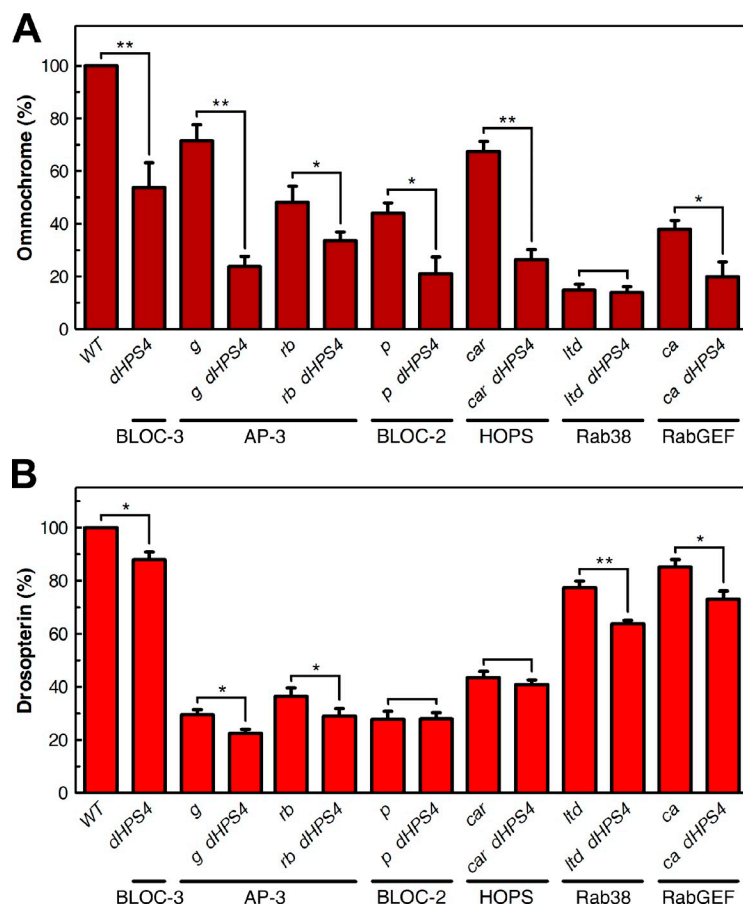 A
Ommochrome (%)
100
80
60
40
20
0
** ** * * ** *
WT dHPS4 g g dHPS4 rb rb dHPS4 p p dHPS4 car car dHPS4 ltd ltd dHPS4 ca ca dHPS4
BLOC-3 AP-3 BLOC-2 HOPS Rab38 RabGEF
B
Drosopterin (%)
100
80
60
40
20
0
* * * ** *
WT dHPS4 g g dHPS4 rb rb dHPS4 p p dHPS4 car car dHPS4 ltd ltd dHPS4 ca ca dHPS4
BLOC-3 AP-3 BLOC-2 HOPS Rab38 RabGEF